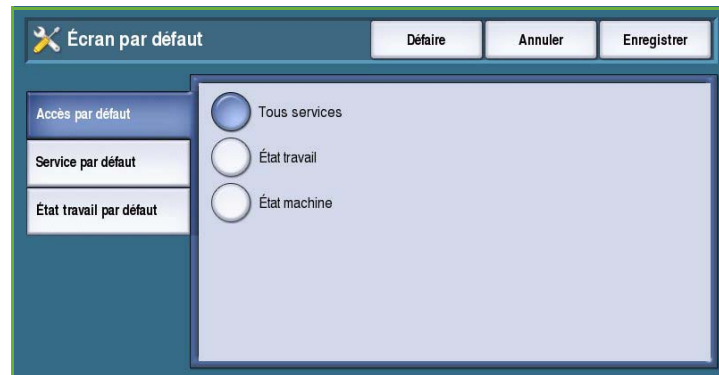 Écran par défaut
Défaire
Annuler
Enregistrer
Accès par défaut
Service par défaut
État travail par défaut
Tous services
État travail
État machine